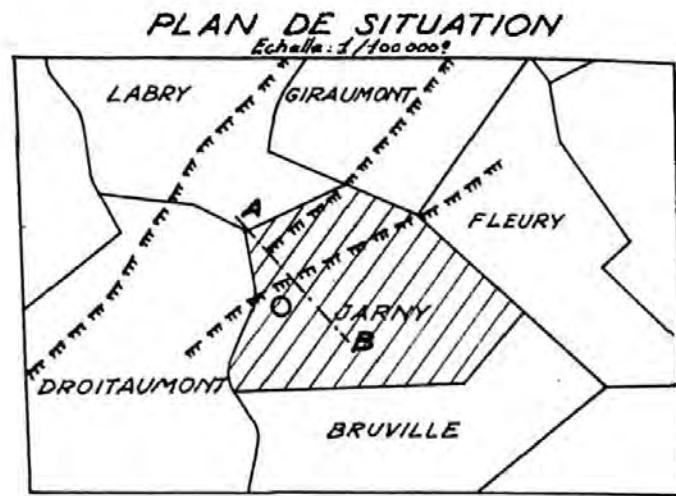 PLAN DE SITUATION
Echelle: 1/100 000e
LABRY
GIRAUMONT
A
FLEURY
JARNY
B
DROITAUMONT
BRUVILLE